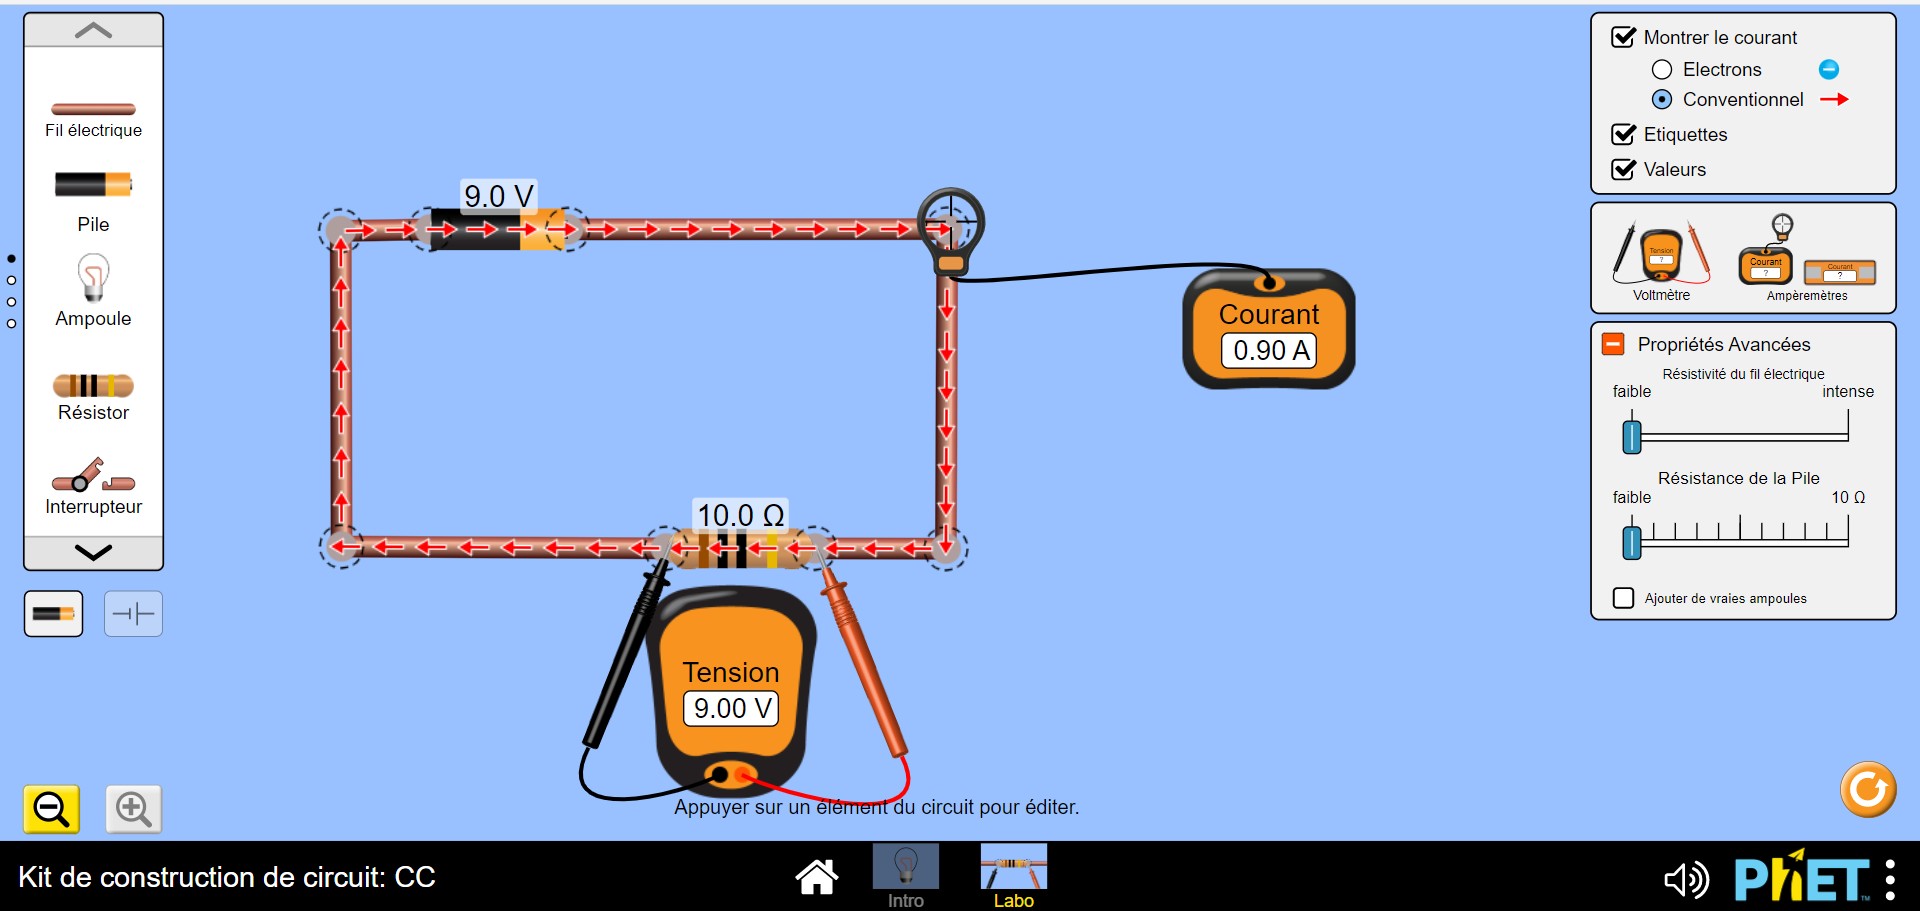 Fil électrique
Pile
Ampoule
Résistor
Interrupteur
9.0 V
Courant
0.90 A
10.0 Ω
Tension
9.00 V
Appuyer sur un élément du circuit pour éditer.
Montrer le courant
Electrons
Conventionnel
Etiquettes
Valeurs
Tension
?
Voltmètre
Courant
?
Courant
?
Ampèremètres
Propriétés Avancées
Résistivité du fil électrique
faible intense
Résistance de la Pile
faible 10 Ω
Ajouter de vraies ampoules
Kit de construction de circuit: CC
Intro
Labo
PhET™